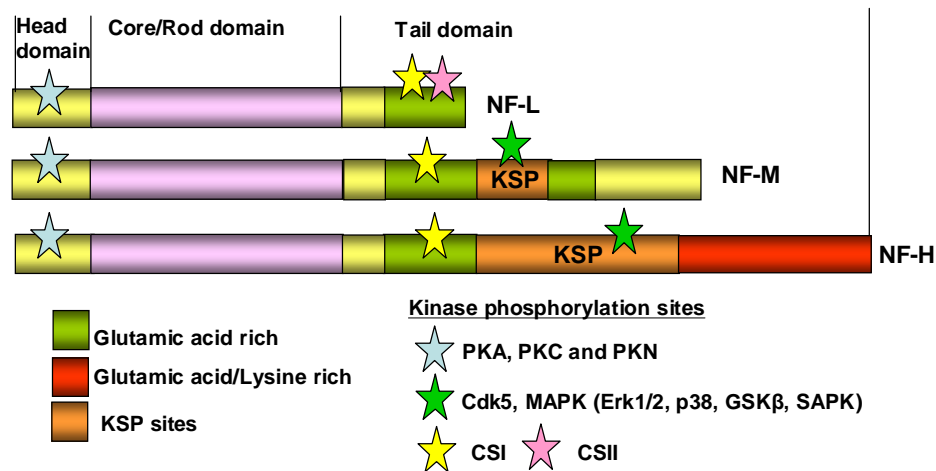 Head domain
Core/Rod domain
Tail domain
NF-L
KSP
NF-M
KSP
NF-H
Glutamic acid rich
Glutamic acid/Lysine rich
KSP sites
Kinase phosphorylation sites
PKA, PKC and PKN
Cdk5, MAPK (Erk1/2, p38, GSKβ, SAPK)
CSI
CSII